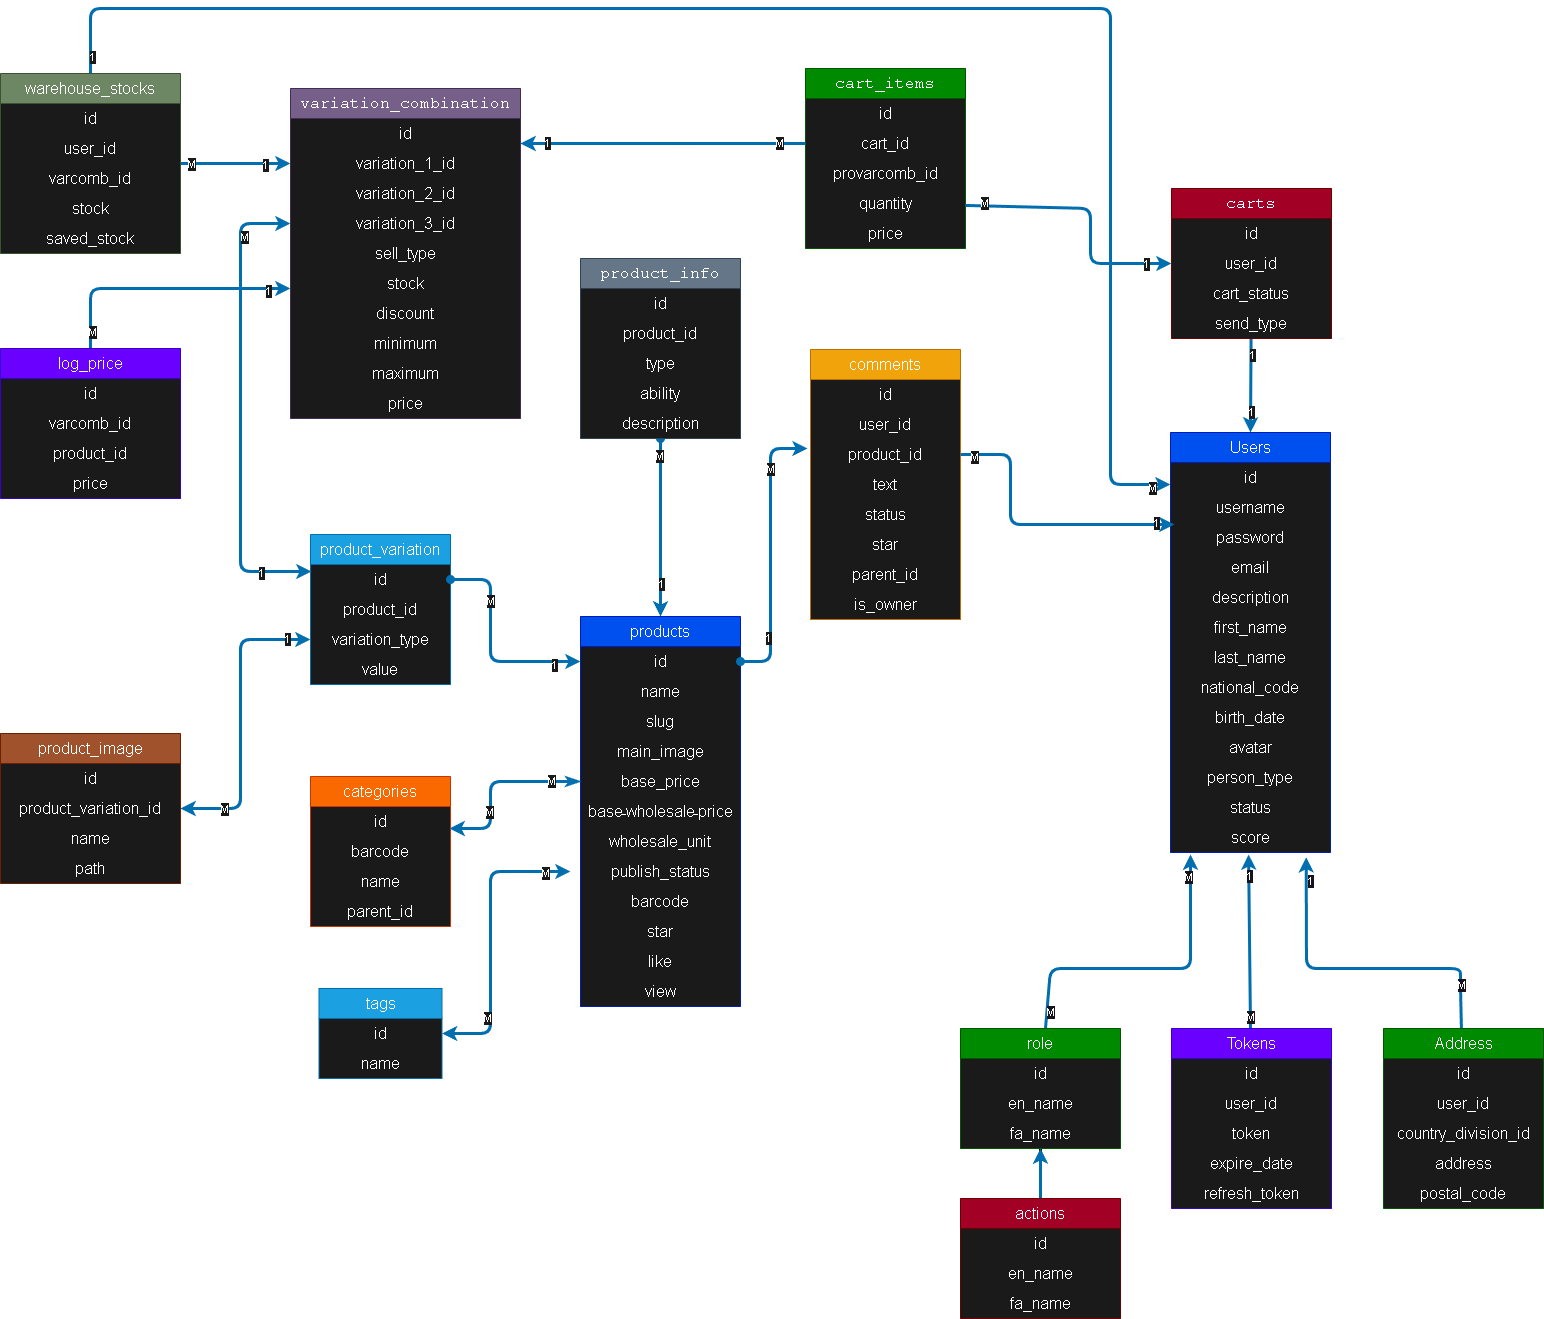 warehouse_stocks
id
user_id
varcomb_id
stock
saved_stock
1
M
1
variation_combination
id
variation_1_id
variation_2_id
variation_3_id
sell_type
stock
discount
minimum
maximum
price
1
M
cart_items
id
cart_id
provarcomb_id
quantity
price
M
1
carts
id
user_id
cart_status
send_type
1
1
log_price
id
varcomb_id
product_id
price
M
1
M
1
product_info
id
product_id
type
ability
description
M
1
comments
id
user_id
product_id
text
status
star
parent_id
is_owner
M
1
M
1
Users
id
username
password
email
description
first_name
last_name
national_code
birth_date
avatar
person_type
status
score
M
product_variation
id
product_id
variation_type
value
M
1
1
M
product_image
id
product_variation_id
name
path
products
id
name
slug
main_image
base_price
base-wholesale-price
wholesale_unit
publish_status
barcode
star
like
view
categories
id
barcode
name
parent_id
M
M
tags
id
name
M
M
M
1
1
M
M
M
role
id
en_name
fa_name
Tokens
id
user_id
token
expire_date
refresh_token
Address
id
user_id
country_division_id
address
postal_code
actions
id
en_name
fa_name